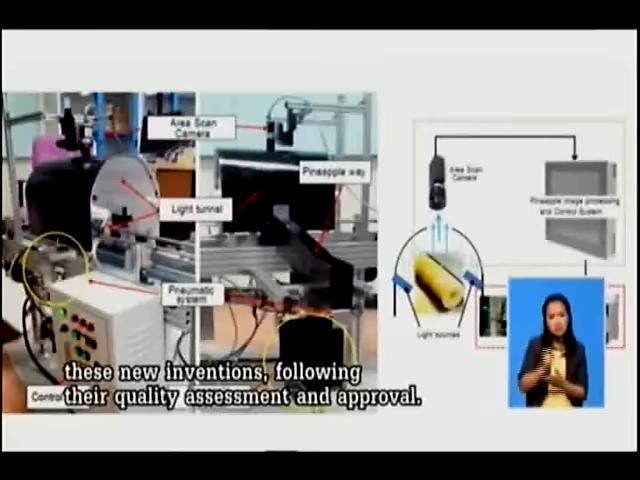 Area Scan
Camera
Pineapple way
Light tunnel
Pneumatic
system
these new inventions, following
their quality assessment and approval.
Area Scan
Camera
Pineapple image processing
and Control System
Light sources